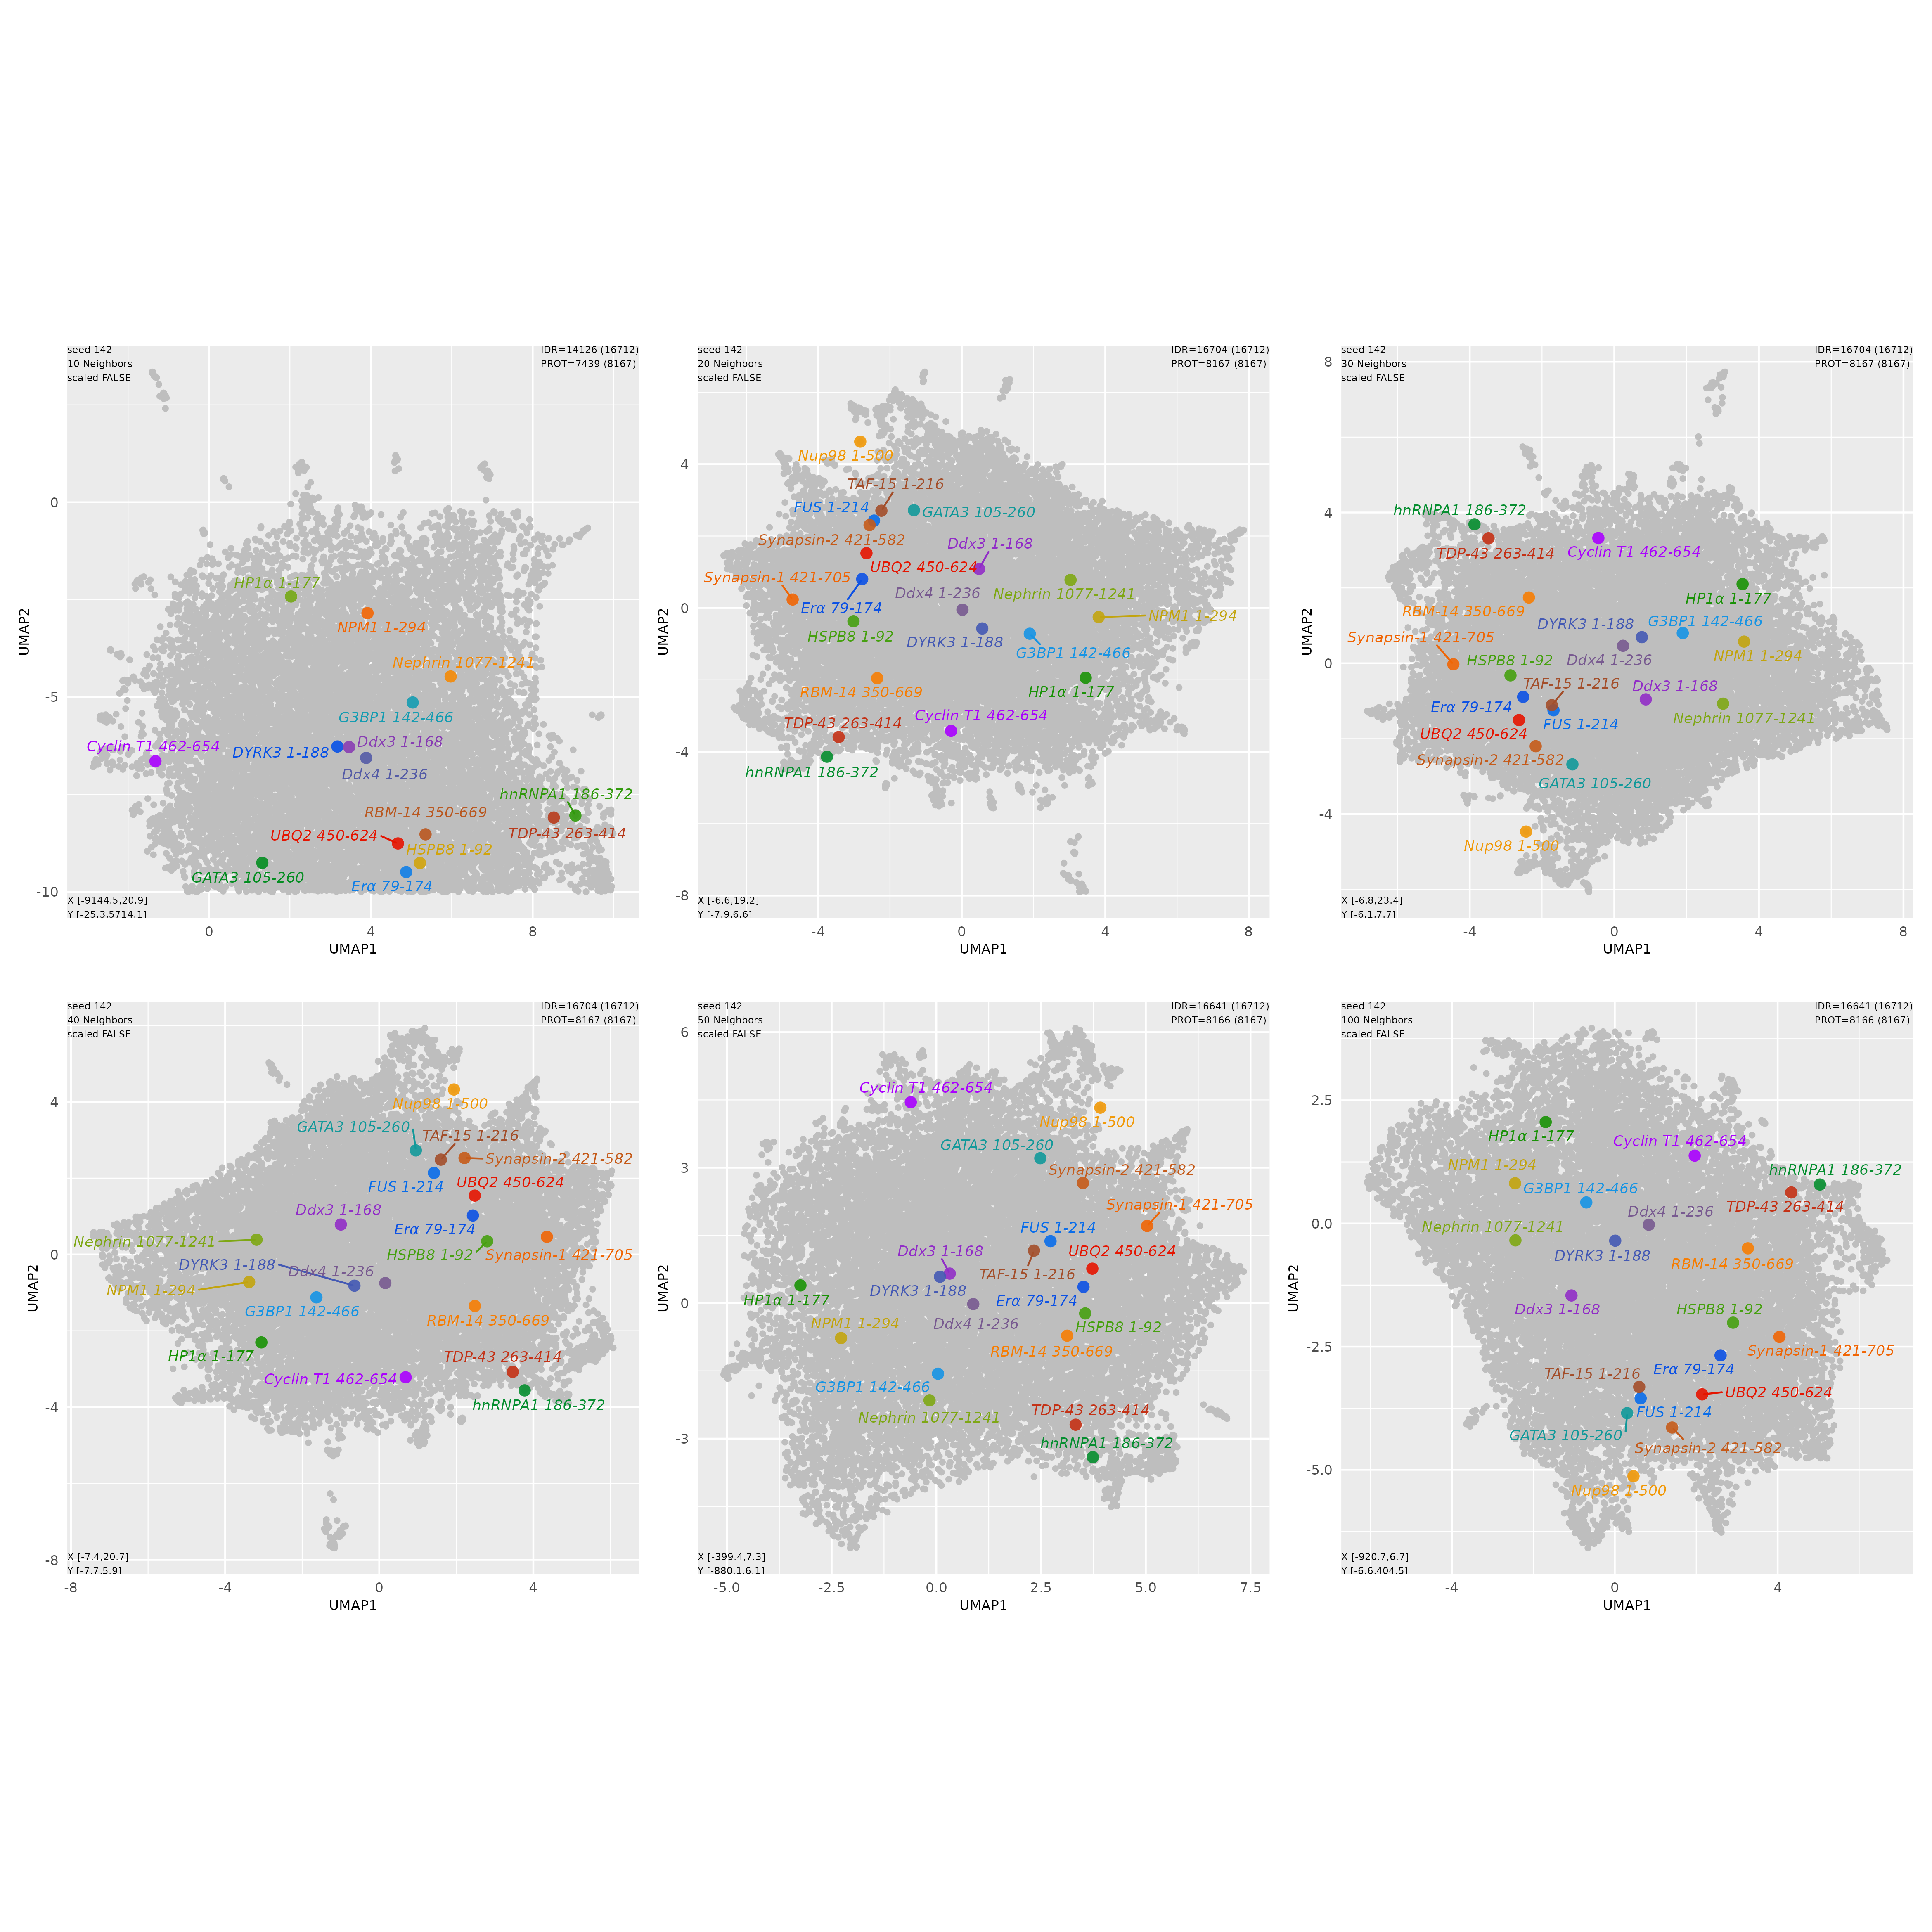 seed 142
10 Neighbors
scaled FALSE
IDR=14126 (16712)
PROT=7439 (8167)
HP1α 1-177
NPM1 1-294
Nephrin 1077-1241
G3BP1 142-466
Cyclin T1 462-654
DYRK3 1-188
Ddx3 1-168
Ddx4 1-236
hnRNPA1 186-372
RBM-14 350-669
TDP-43 263-414
UBQ2 450-624
HSPB8 1-92
GATA3 105-260
Erα 79-174
X [-9144.5,20.9]
Y [-25.3,5714.1]
0
-5
-10
0
4
8
UMAP1
UMAP2
seed 142
20 Neighbors
scaled FALSE
IDR=16704 (16712)
PROT=8167 (8167)
Nup98 1-500
TAF-15 1-216
FUS 1-214
GATA3 105-260
Synapsin-2 421-582
Ddx3 1-168
UBQ2 450-624
Synapsin-1 421-705
Ddx4 1-236
Nephrin 1077-1241
Erα 79-174
NPM1 1-294
HSPB8 1-92
DYRK3 1-188
G3BP1 142-466
RBM-14 350-669
HP1α 1-177
Cyclin T1 462-654
TDP-43 263-414
hnRNPA1 186-372
X [-6.6,19.2]
Y [-7.9,6.6]
4
0
-4
-8
-4
0
4
8
UMAP1
UMAP2
seed 142
30 Neighbors
scaled FALSE
IDR=16704 (16712)
PROT=8167 (8167)
hnRNPA1 186-372
TDP-43 263-414
Cyclin T1 462-654
HP1α 1-177
RBM-14 350-669
DYRK3 1-188
G3BP1 142-466
Synapsin-1 421-705
HSPB8 1-92
Ddx4 1-236
NPM1 1-294
TAF-15 1-216
Ddx3 1-168
Erα 79-174
FUS 1-214
Nephrin 1077-1241
UBQ2 450-624
Synapsin-2 421-582
GATA3 105-260
Nup98 1-500
X [-6.8,23.4]
Y [-6.1,7.7]
8
4
0
-4
-4
0
4
8
UMAP1
UMAP2
seed 142
40 Neighbors
scaled FALSE
IDR=16704 (16712)
PROT=8167 (8167)
Nup98 1-500
GATA3 105-260
TAF-15 1-216
Synapsin-2 421-582
FUS 1-214
UBQ2 450-624
Ddx3 1-168
Erα 79-174
Nephrin 1077-1241
HSPB8 1-92
Synapsin-1 421-705
DYRK3 1-188
Ddx4 1-236
NPM1 1-294
G3BP1 142-466
RBM-14 350-669
HP1α 1-177
TDP-43 263-414
Cyclin T1 462-654
hnRNPA1 186-372
X [-7.4,20.7]
Y [-7.7,5.9]
4
0
-4
-8
-8
-4
0
4
UMAP1
UMAP2
seed 142
50 Neighbors
scaled FALSE
IDR=16641 (16712)
PROT=8166 (8167)
Cyclin T1 462-654
Nup98 1-500
GATA3 105-260
Synapsin-2 421-582
Synapsin-1 421-705
FUS 1-214
Ddx3 1-168
UBQ2 450-624
TAF-15 1-216
DYRK3 1-188
Erα 79-174
HP1α 1-177
NPM1 1-294
Ddx4 1-236
HSPB8 1-92
RBM-14 350-669
G3BP1 142-466
Nephrin 1077-1241
TDP-43 263-414
hnRNPA1 186-372
X [-399.4,7.3]
Y [-880.1,6.1]
6
3
0
-3
-5.0
-2.5
0.0
2.5
5.0
7.5
UMAP1
UMAP2
seed 142
100 Neighbors
scaled FALSE
IDR=16641 (16712)
PROT=8166 (8167)
HP1α 1-177
Cyclin T1 462-654
NPM1 1-294
hnRNPA1 186-372
G3BP1 142-466
TDP-43 263-414
Ddx4 1-236
Nephrin 1077-1241
DYRK3 1-188
RBM-14 350-669
Ddx3 1-168
HSPB8 1-92
Synapsin-1 421-705
Erα 79-174
TAF-15 1-216
UBQ2 450-624
FUS 1-214
GATA3 105-260
Synapsin-2 421-582
Nup98 1-500
X [-920.7,6.7]
Y [-6.6,404.5]
2.5
0.0
-2.5
-5.0
-4
0
4
UMAP1
UMAP2